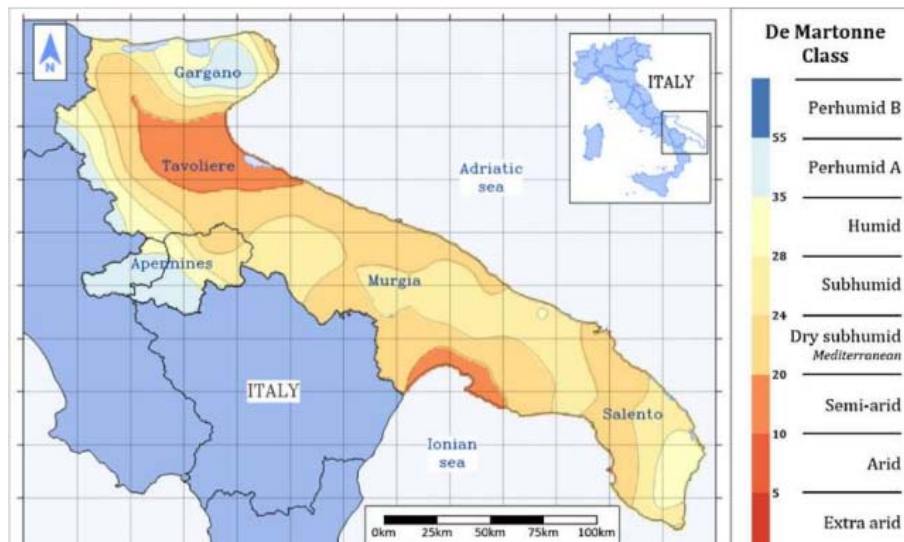 N
Gargano
Tavoliere
Apennines
Murgia
Salento
Adriatic
sea
Ionian
sea
ITALY
ITALY
0km 25km 50km 75km 100km
De Martonne
Class
Perhumid B
55
Perhumid A
35
Humid
28
Subhumid
24
Dry subhumid
Mediterranean
20
Semi-arid
10
Arid
5
Extra arid